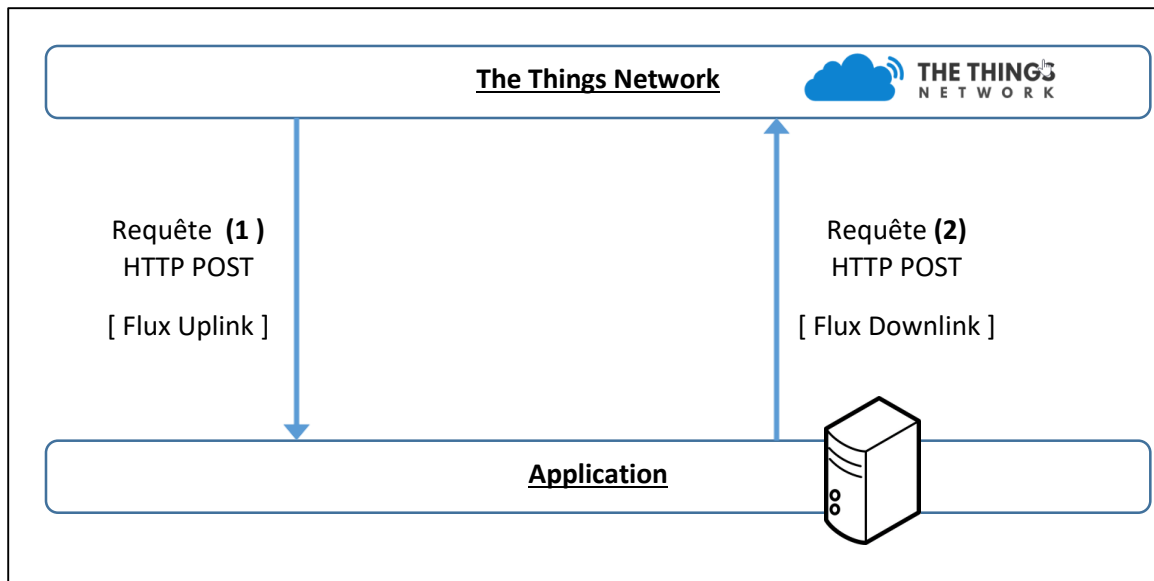 The Things Network
THE THINGS
NETWORK
Requête (1 )
HTTP POST
[ Flux Uplink ]
Requête (2)
HTTP POST
[ Flux Downlink ]
Application